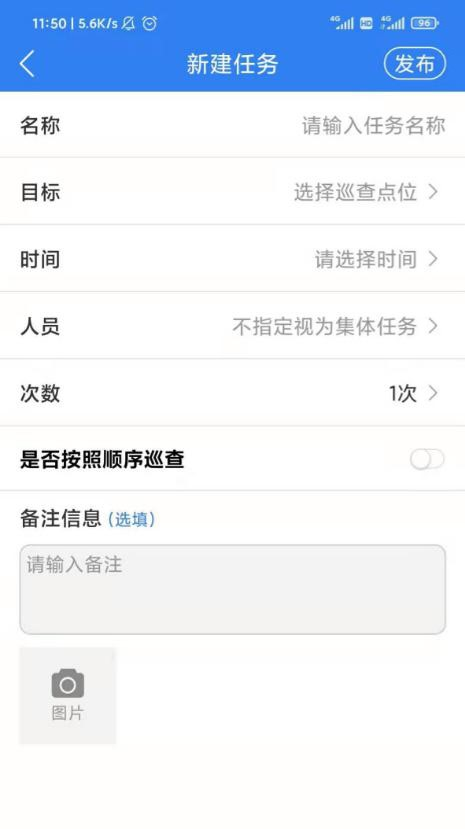 11:50 | 5.6K/s
4G HD 4G 96
新建任务
发布
名称 请输入任务名称
目标 选择巡查点位
时间 请选择时间
人员 不指定视为集体任务
次数 1次
是否按照顺序巡查
备注信息 (选填)
请输入备注
图片